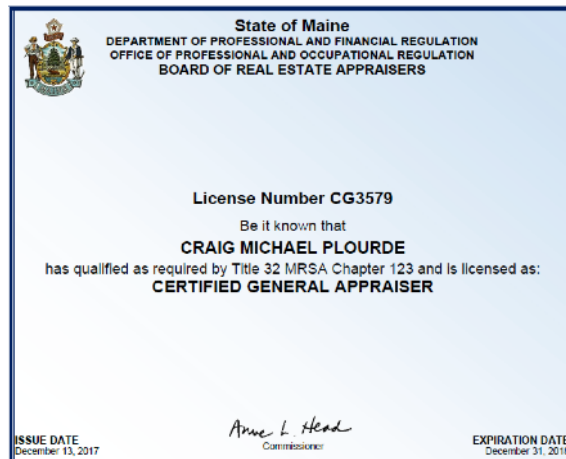 State of Maine
DEPARTMENT OF PROFESSIONAL AND FINANCIAL REGULATION
OFFICE OF PROFESSIONAL AND OCCUPATIONAL REGULATION
BOARD OF REAL ESTATE APPRAISERS
License Number CG3579
Be it known that
CRAIG MICHAEL PLOURDE
has qualified as required by Title 32 MRSA Chapter 123 and is licensed as:
CERTIFIED GENERAL APPRAISER
Anne L. Head
Commissioner
ISSUE DATE
December 13, 2017
EXPIRATION DATE
December 31, 2018